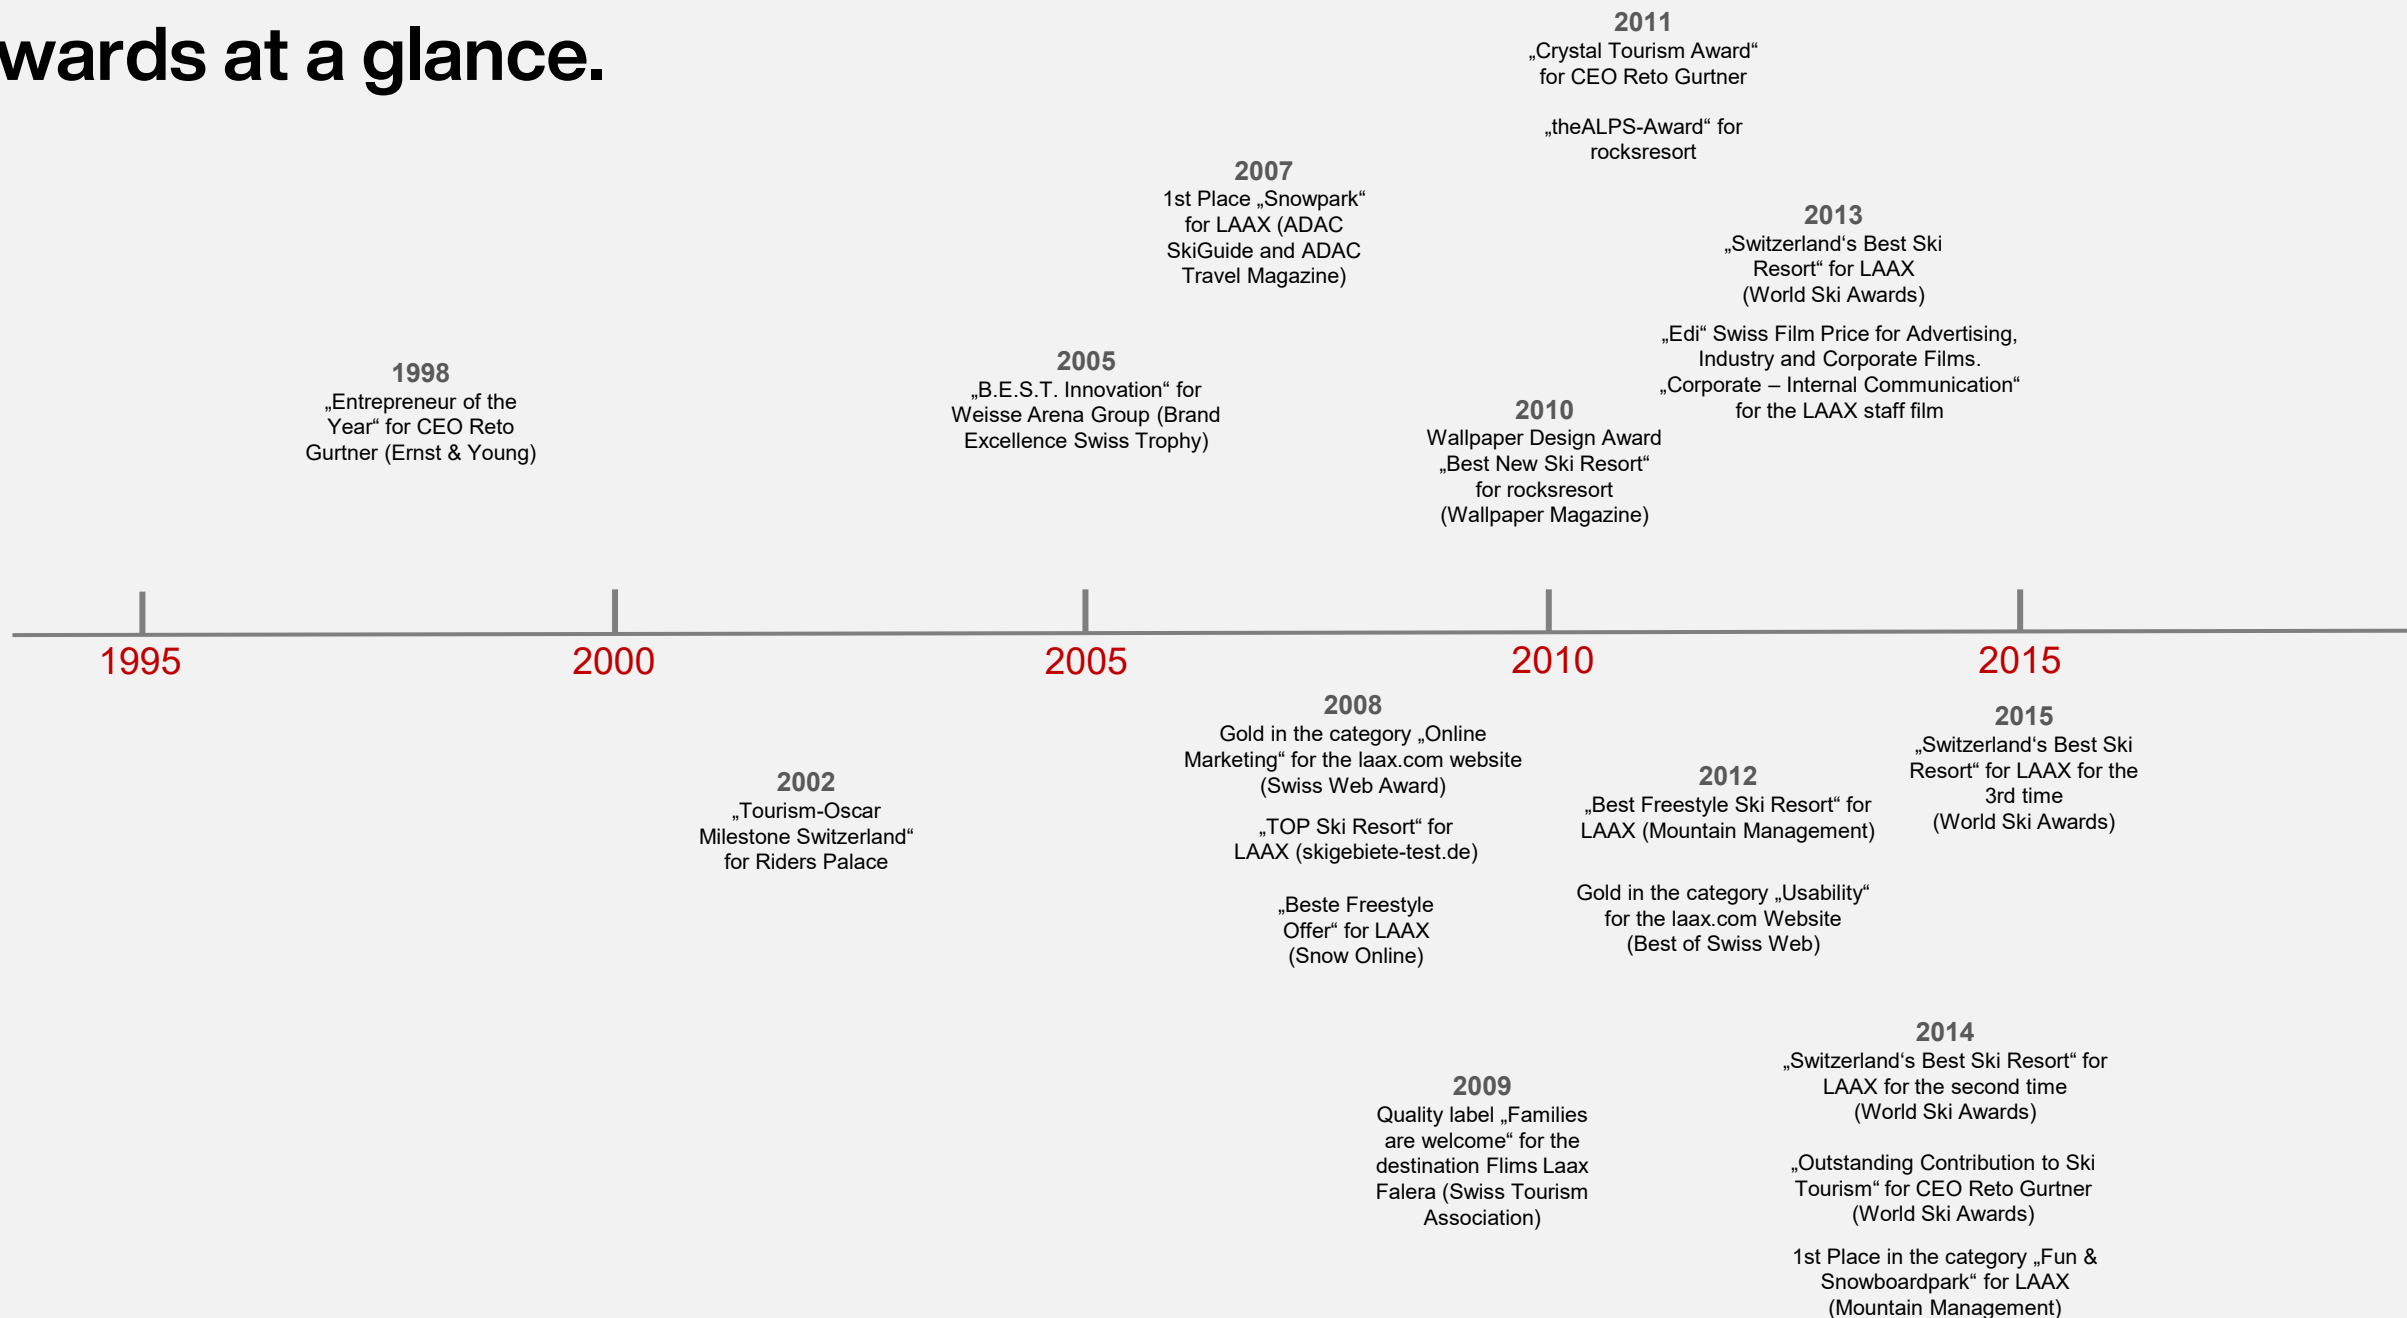 wards at a glance.
2011
„Crystal Tourism Award“
for CEO Reto Gurtner
„theALPS-Award“ for
rocksresort
2007
1st Place „Snowpark“
for LAAX (ADAC
SkiGuide and ADAC
Travel Magazine)
2013
„Switzerland‘s Best Ski
Resort“ for LAAX
(World Ski Awards)
„Edi“ Swiss Film Price for Advertising,
Industry and Corporate Films.
„Corporate – Internal Communication“
for the LAAX staff film
1998
„Entrepreneur of the
Year“ for CEO Reto
Gurtner (Ernst & Young)
2005
„B.E.S.T. Innovation“ for
Weisse Arena Group (Brand
Excellence Swiss Trophy)
2010
Wallpaper Design Award
„Best New Ski Resort“
for rocksresort
(Wallpaper Magazine)
1995
2000
2005
2010
2015
2002
„Tourism-Oscar
Milestone Switzerland“
for Riders Palace
2008
Gold in the category „Online
Marketing“ for the laax.com website
(Swiss Web Award)
„TOP Ski Resort“ for
LAAX (skigebiete-test.de)
„Beste Freestyle
Offer“ for LAAX
(Snow Online)
2012
„Best Freestyle Ski Resort“ for
LAAX (Mountain Management)
Gold in the category „Usability“
for the laax.com Website
(Best of Swiss Web)
2015
„Switzerland‘s Best Ski
Resort“ for LAAX for the
3rd time
(World Ski Awards)
2009
Quality label „Families
are welcome“ for the
destination Flims Laax
Falera (Swiss Tourism
Association)
2014
„Switzerland‘s Best Ski Resort“ for
LAAX for the second time
(World Ski Awards)
„Outstanding Contribution to Ski
Tourism“ for CEO Reto Gurtner
(World Ski Awards)
1st Place in the category „Fun &
Snowboardpark“ for LAAX
(Mountain Management)